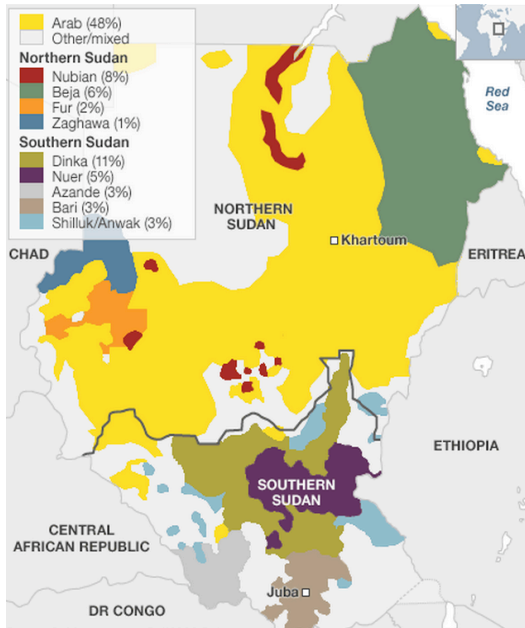 Arab (48%)
Other/mixed
Northern Sudan
Nubian (8%)
Beja (6%)
Fur (2%)
Zaghawa (1%)
Southern Sudan
Dinka (11%)
Nuer (5%)
Azande (3%)
Bari (3%)
Shilluk/Anwak (3%)
Red
Sea
NORTHERN
SUDAN
Khartoum
CHAD
ERITREA
ETHIOPIA
SOUTHERN
SUDAN
CENTRAL
AFRICAN REPUBLIC
Juba
DR CONGO